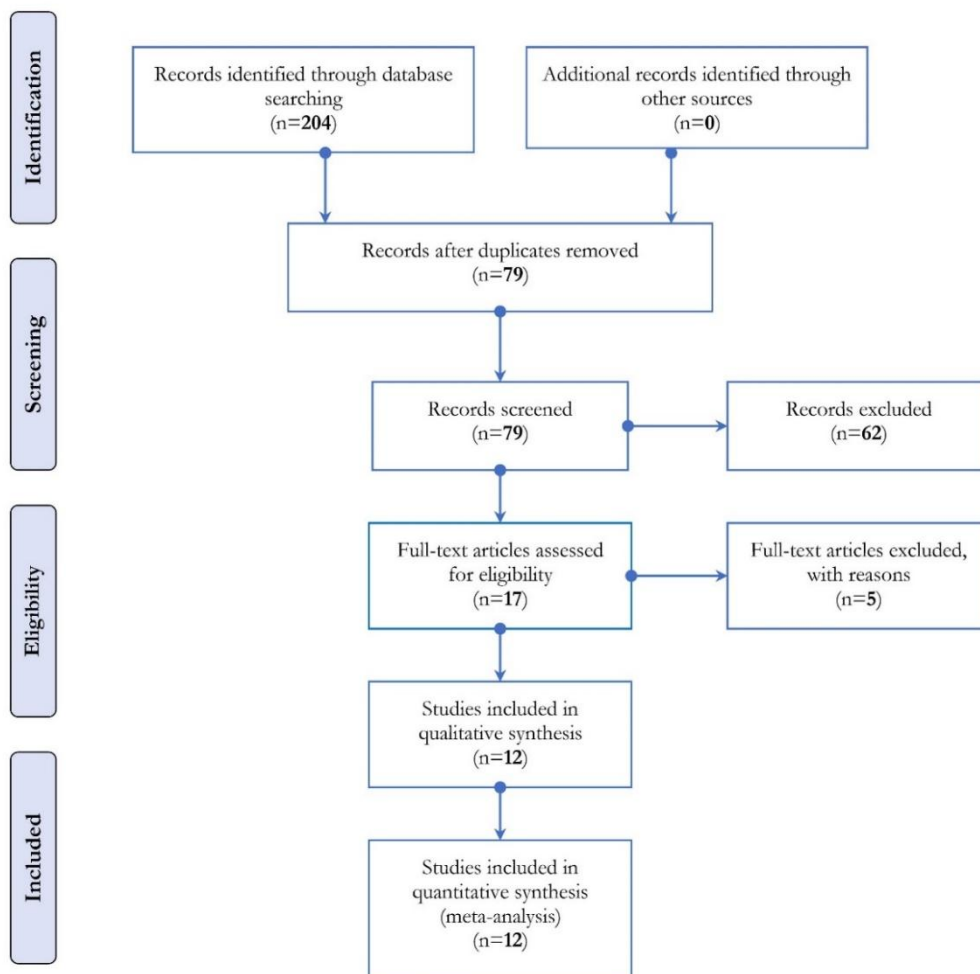 Identification
Records identified through database
searching
(n=204)
Additional records identified through
other sources
(n=0)
Records after duplicates removed
(n=79)
Screening
Records screened
(n=79)
Records excluded
(n=62)
Eligibility
Full-text articles assessed
for eligibility
(n=17)
Full-text articles excluded,
with reasons
(n=5)
Studies included in
qualitative synthesis
(n=12)
Included
Studies included in
quantitative synthesis
(meta-analysis)
(n=12)